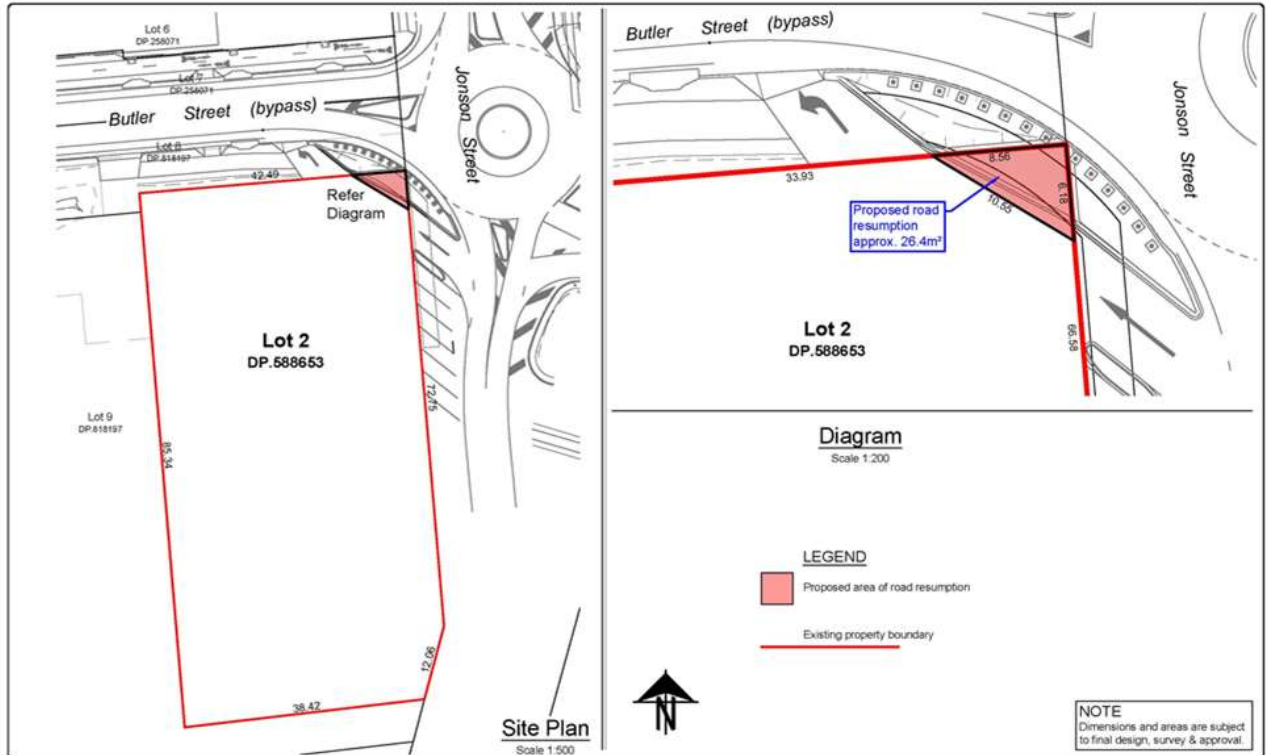 Lot 6
DP.258071
Lot 7
DP.258071
Butler Street (bypass)
Lot 8
DP.818197
Jonson Street
42.49
Refer
Diagram
Lot 2
DP.588653
Lot 9
DP.818197
72.75
85.34
12.06
38.42
Site Plan
Scale 1:500
Butler Street (bypass)
Jonson Street
33.93
8.56
6.18
10.55
Proposed road
resumption
approx. 26.4m²
Lot 2
DP.588653
66.58
Diagram
Scale 1:200
LEGEND
Proposed area of road resumption
Existing property boundary
N
NOTE
Dimensions and areas are subject
to final design, survey & approval.